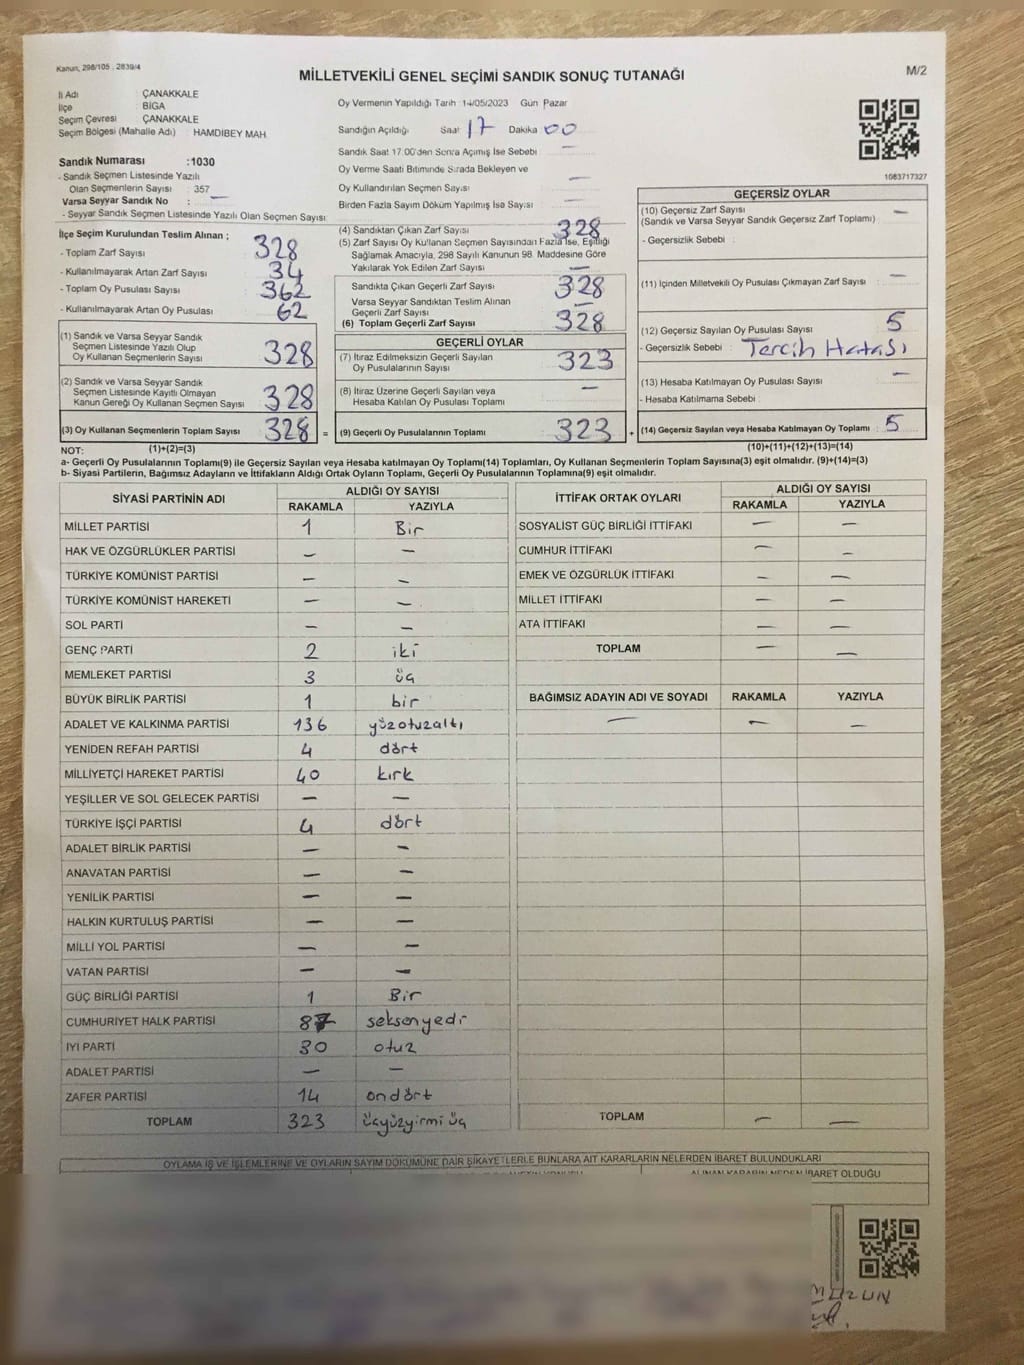 Kanun, 298/105 , 2839/4
MİLLETVEKİLİ GENEL SEÇİMİ SANDIK SONUÇ TUTANAĞI
M/2
İl Adı : ÇANAKKALE
İlçe : BİGA
Seçim Çevresi : ÇANAKKALE
Seçim Bölgesi (Mahalle Adı) : HAMDİBEY MAH.
Sandık Numarası :1030
- Sandık Seçmen Listesinde Yazılı
Olan Seçmenlerin Sayısı : 357
Varsa Seyyar Sandık No : —
- Seyyar Sandık Seçmen Listesinde Yazılı Olan Seçmen Sayısı:
Oy Vermenin Yapıldığı Tarih :14/05/2023 Gün Pazar
Sandığın Açıldığı Saat 17 Dakika 00
Sandık Saat 17:00'den Sonra Açımış İse Sebebi : —
Oy Verme Saati Bitiminde Sırada Bekleyen ve
Oy Kullandırılan Seçmen Sayısı : —
Birden Fazla Sayım Döküm Yapılmış İse Sayısı : —
1083717327
İlçe Seçim Kurulundan Teslim Alınan ;
- Toplam Zarf Sayısı : 328
- Kullanılmayarak Artan Zarf Sayısı : 34
- Toplam Oy Pusulası Sayısı : 362
- Kullanılmayarak Artan Oy Pusulası : 62
(1) Sandık ve Varsa Seyyar Sandık
Seçmen Listesinde Yazılı Olup
Oy Kullanan Seçmenlerin Sayısı : 328
(2) Sandık ve Varsa Seyyar Sandık
Seçmen Listesinde Kayıtlı Olmayan
Kanun Gereği Oy Kullanan Seçmen Sayısı : 328
(3) Oy Kullanan Seçmenlerin Toplam Sayısı : 328 =
(4) Sandıktan Çıkan Zarf Sayısı : 328
(5) Zarf Sayısı Oy Kullanan Seçmen Sayısından Fazla İse, Eşitliği
Sağlamak Amacıyla, 298 Sayılı Kanunun 98. Maddesine Göre
Yakılarak Yok Edilen Zarf Sayısı : —
Sandıkta Çıkan Geçerli Zarf Sayısı : 328
Varsa Seyyar Sandıktan Teslim Alınan
Geçerli Zarf Sayısı : —
(6) Toplam Geçerli Zarf Sayısı : 328
GEÇERLİ OYLAR
(7) İtiraz Edilmeksizin Geçerli Sayılan
Oy Pusulalarının Sayısı : 323
(8) İtiraz Üzerine Geçerli Sayılan veya
Hesaba Katılan Oy Pusulası Toplamı : —
(9) Geçerli Oy Pusulalarının Toplamı : 323 +
GEÇERSİZ OYLAR
(10) Geçersiz Zarf Sayısı : —
(Sandık ve Varsa Seyyar Sandık Geçersiz Zarf Toplamı)
- Geçersizlik Sebebi :
(11) İçinden Milletvekili Oy Pusulası Çıkmayan Zarf Sayısı : —
(12) Geçersiz Sayılan Oy Pusulası Sayısı : 5
- Geçersizlik Sebebi : Tercih Hatası
(13) Hesaba Katılmayan Oy Pusulası Sayısı : —
- Hesaba Katılmama Sebebi :
(14) Geçersiz Sayılan veya Hesaba Katılmayan Oy Toplamı : 5
NOT: (1)+(2)=(3) (10)+(11)+(12)+(13)=(14)
a- Geçerli Oy Pusulalarının Toplamı(9) ile Geçersiz Sayılan veya Hesaba katılmayan Oy Toplamı(14) Toplamları, Oy Kullanan Seçmenlerin Toplam Sayısına(3) eşit olmalıdır. (9)+(14)=(3)
b- Siyasi Partilerin, Bağımsız Adayların ve İttifakların Aldığı Ortak Oyların Toplamı, Geçerli Oy Pusulalarının Toplamına(9) eşit olmalıdır.
SİYASİ PARTİNİN ADI ALDIĞI OY SAYISI
RAKAMLA YAZIYLA
MİLLET PARTİSİ 1 Bir
HAK VE ÖZGÜRLÜKLER PARTİSİ — —
TÜRKİYE KOMÜNİST PARTİSİ — —
TÜRKİYE KOMÜNİST HAREKETİ — —
SOL PARTİ — —
GENÇ PARTİ 2 iki
MEMLEKET PARTİSİ 3 üç
BÜYÜK BİRLİK PARTİSİ 1 bir
ADALET VE KALKINMA PARTİSİ 136 yüzotuzaltı
YENİDEN REFAH PARTİSİ 4 dört
MİLLİYETÇİ HAREKET PARTİSİ 40 kırk
YEŞİLLER VE SOL GELECEK PARTİSİ — —
TÜRKİYE İŞÇİ PARTİSİ 4 dört
ADALET BİRLİK PARTİSİ — —
ANAVATAN PARTİSİ — —
YENİLİK PARTİSİ — —
HALKIN KURTULUŞ PARTİSİ — —
MİLLİ YOL PARTİSİ — —
VATAN PARTİSİ — —
GÜÇ BİRLİĞİ PARTİSİ 1 Bir
CUMHURİYET HALK PARTİSİ 87 seksenyedi
İYİ PARTİ 30 otuz
ADALET PARTİSİ — —
ZAFER PARTİSİ 14 ondört
TOPLAM 323 üçyüzyirmi üç
İTTİFAK ORTAK OYLARI ALDIĞI OY SAYISI
RAKAMLA YAZIYLA
SOSYALİST GÜÇ BİRLİĞİ İTTİFAKI — —
CUMHUR İTTİFAKI — —
EMEK VE ÖZGÜRLÜK İTTİFAKI — —
MİLLET İTTİFAKI — —
ATA İTTİFAKI — —
TOPLAM — —
BAĞIMSIZ ADAYIN ADI VE SOYADI RAKAMLA YAZIYLA
— — —
TOPLAM — —
OYLAMA İŞ VE İŞLEMLERİNE VE OYLARIN SAYIM DÖKÜMÜNE DAİR ŞİKAYETLERLE BUNLARA AİT KARARLARIN NELERDEN İBARET BULUNDUKLARI
ALINAN KARARIN NEDEN İBARET OLDUĞU